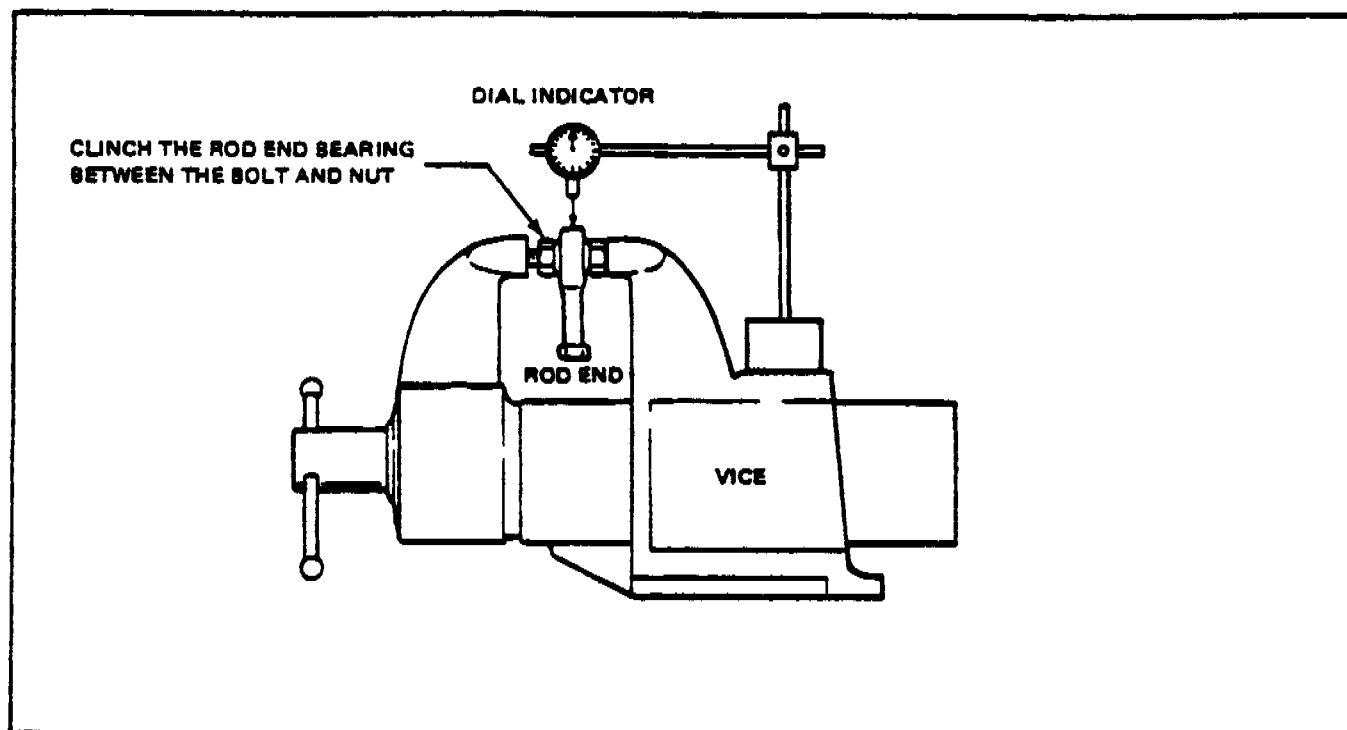 DIAL INDICATOR
CLINCH THE ROD END BEARING
BETWEEN THE BOLT AND NUT
ROD END
VICE